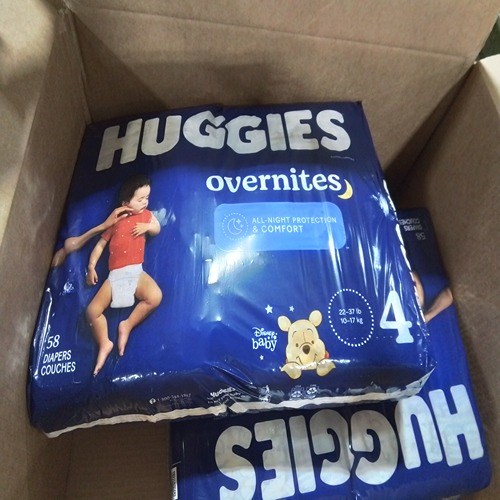 HUGGIES
overnites
ALL-NIGHT PROTECTION
& COMFORT
22-37 lb
10-17 kg
4
Disney
baby
58
DIAPERS
COUCHES
HUGGIES